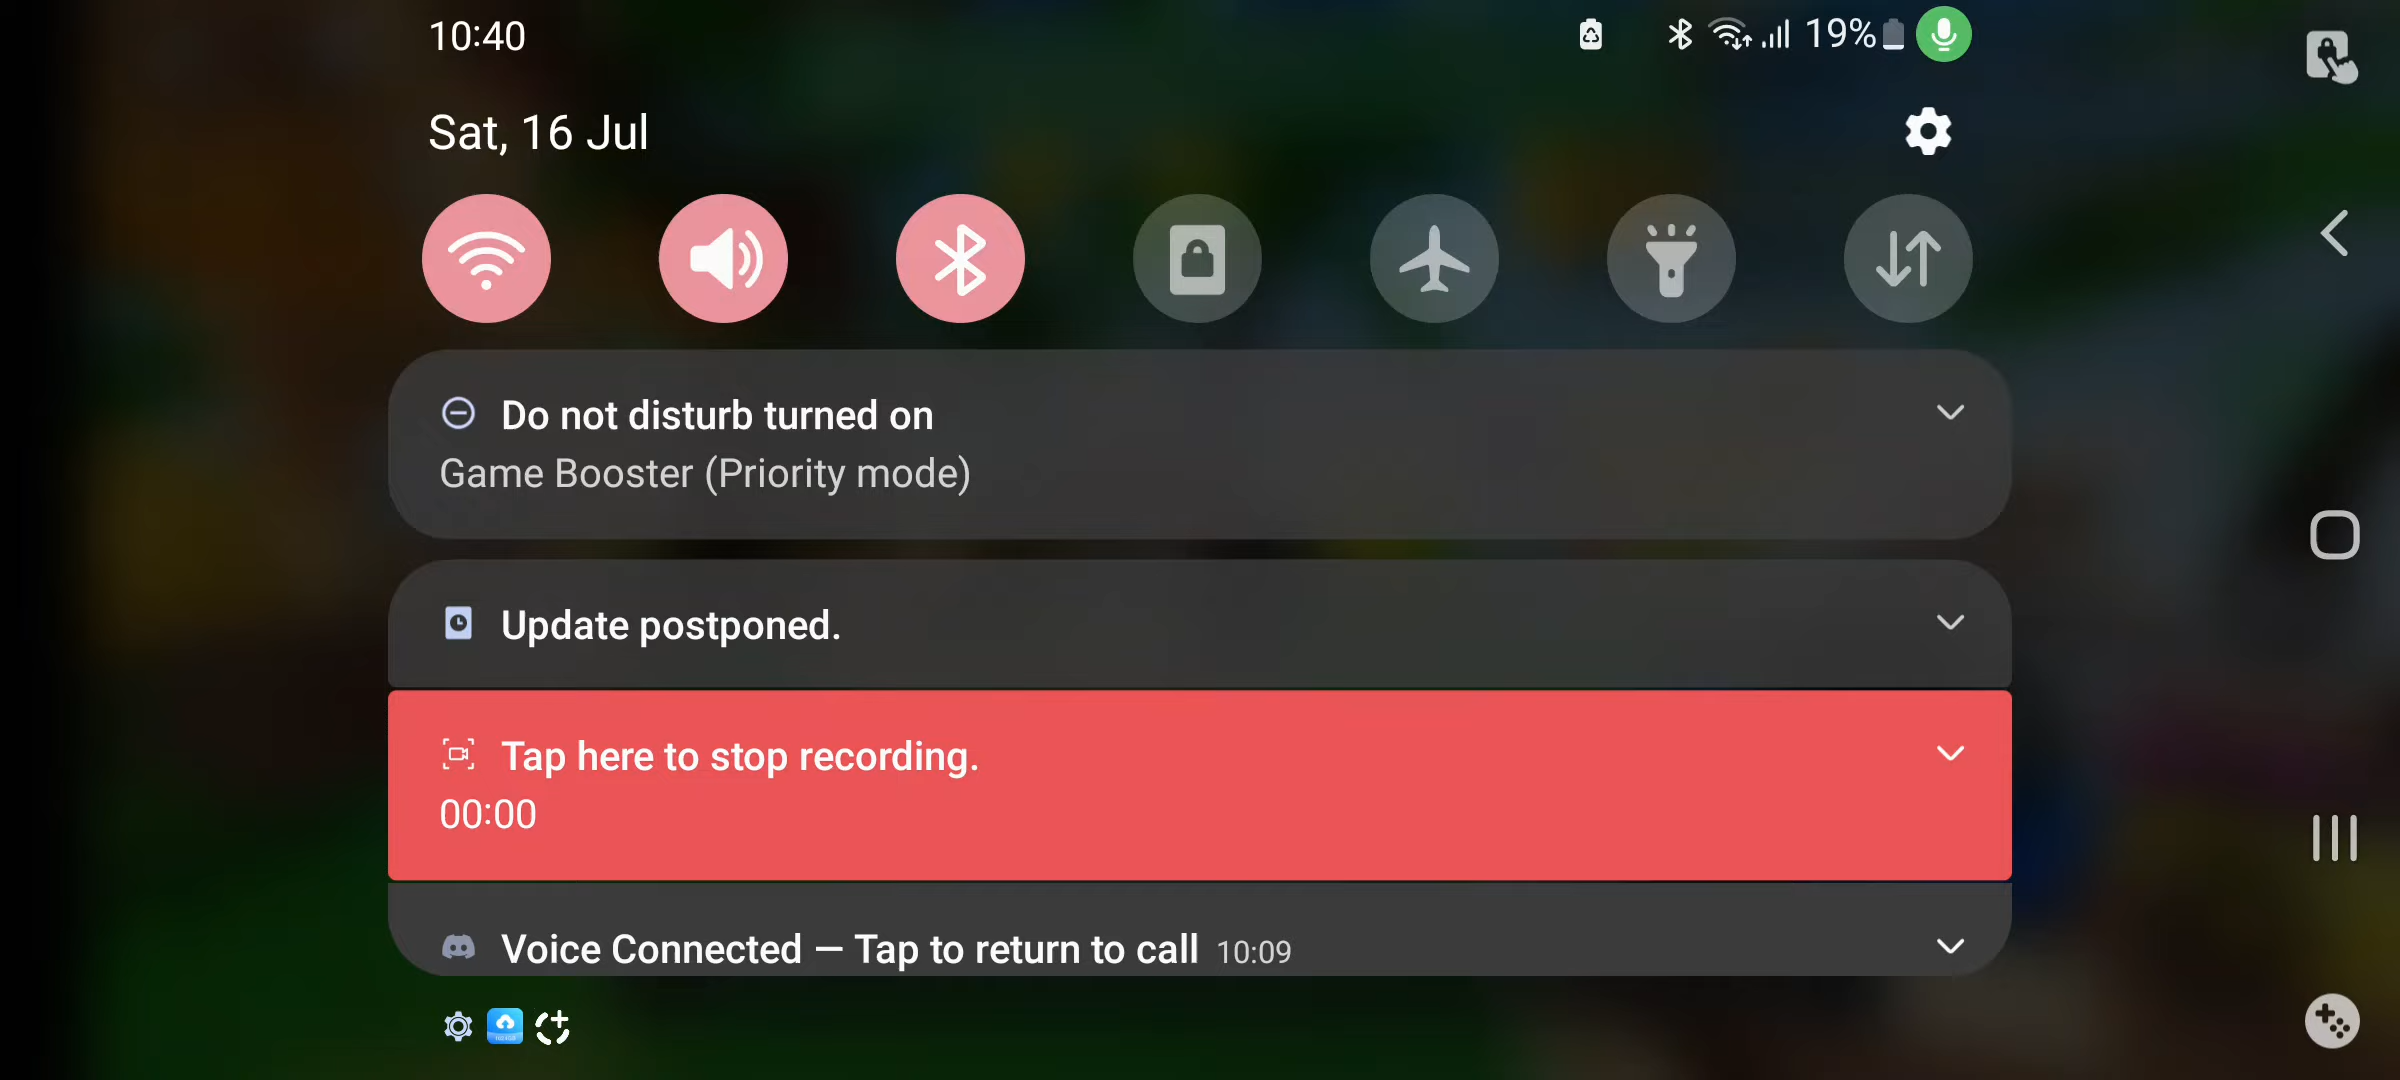 10:40
19%
Sat, 16 Jul
Do not disturb turned on
Game Booster (Priority mode)
Update postponed.
Tap here to stop recording.
00:00
Voice Connected — Tap to return to call 10:09